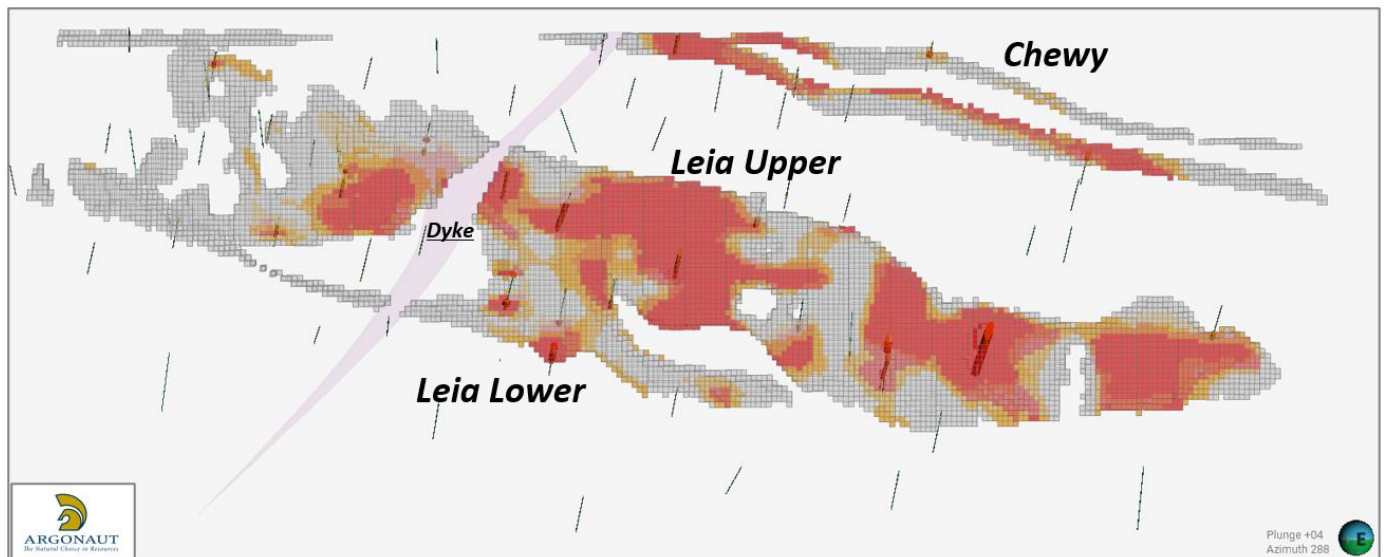 Chewy
Leia Upper
Dyke
Leia Lower
ARGONAUT
The Natural Choice in Resources
Plunge +04
Azimuth 288
E